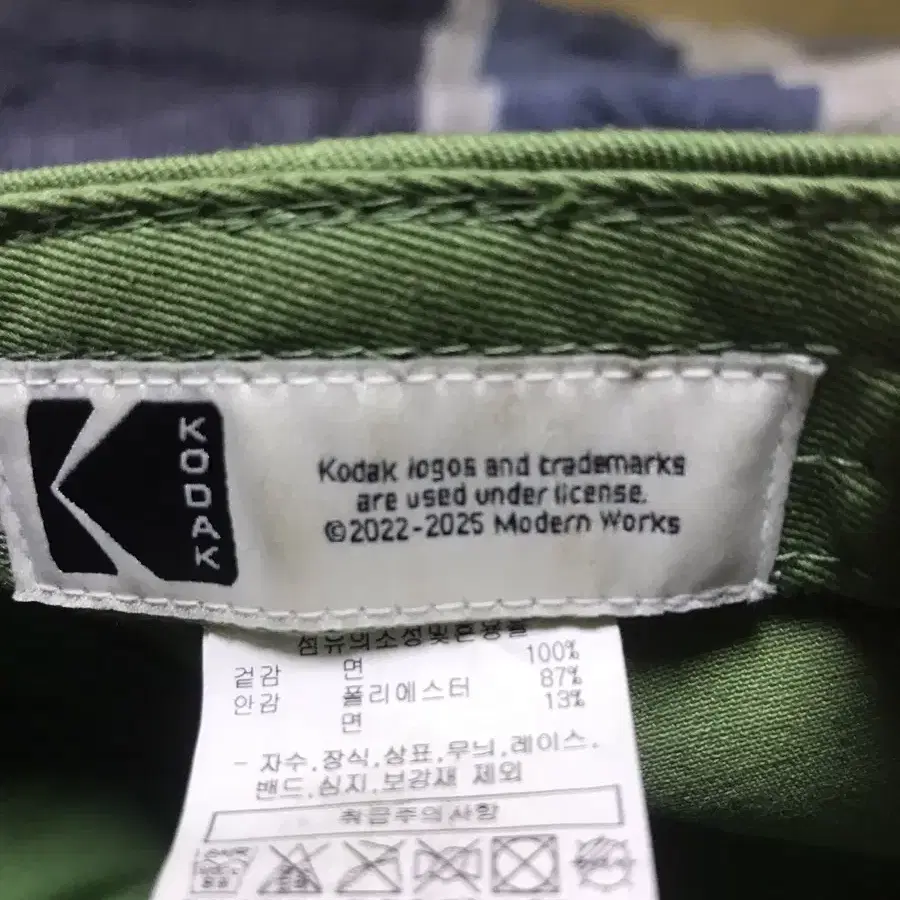 KODAK
Kodak logos and trademarks
are used under license.
©2022-2025 Modern Works
섬유의조성및혼용율
겉감 면 100%
안감 폴리에스터 87%
면 13%
- 자수,장식,상표,무늬,레이스,
밴드,심지,보강재 제외
취급주의사항